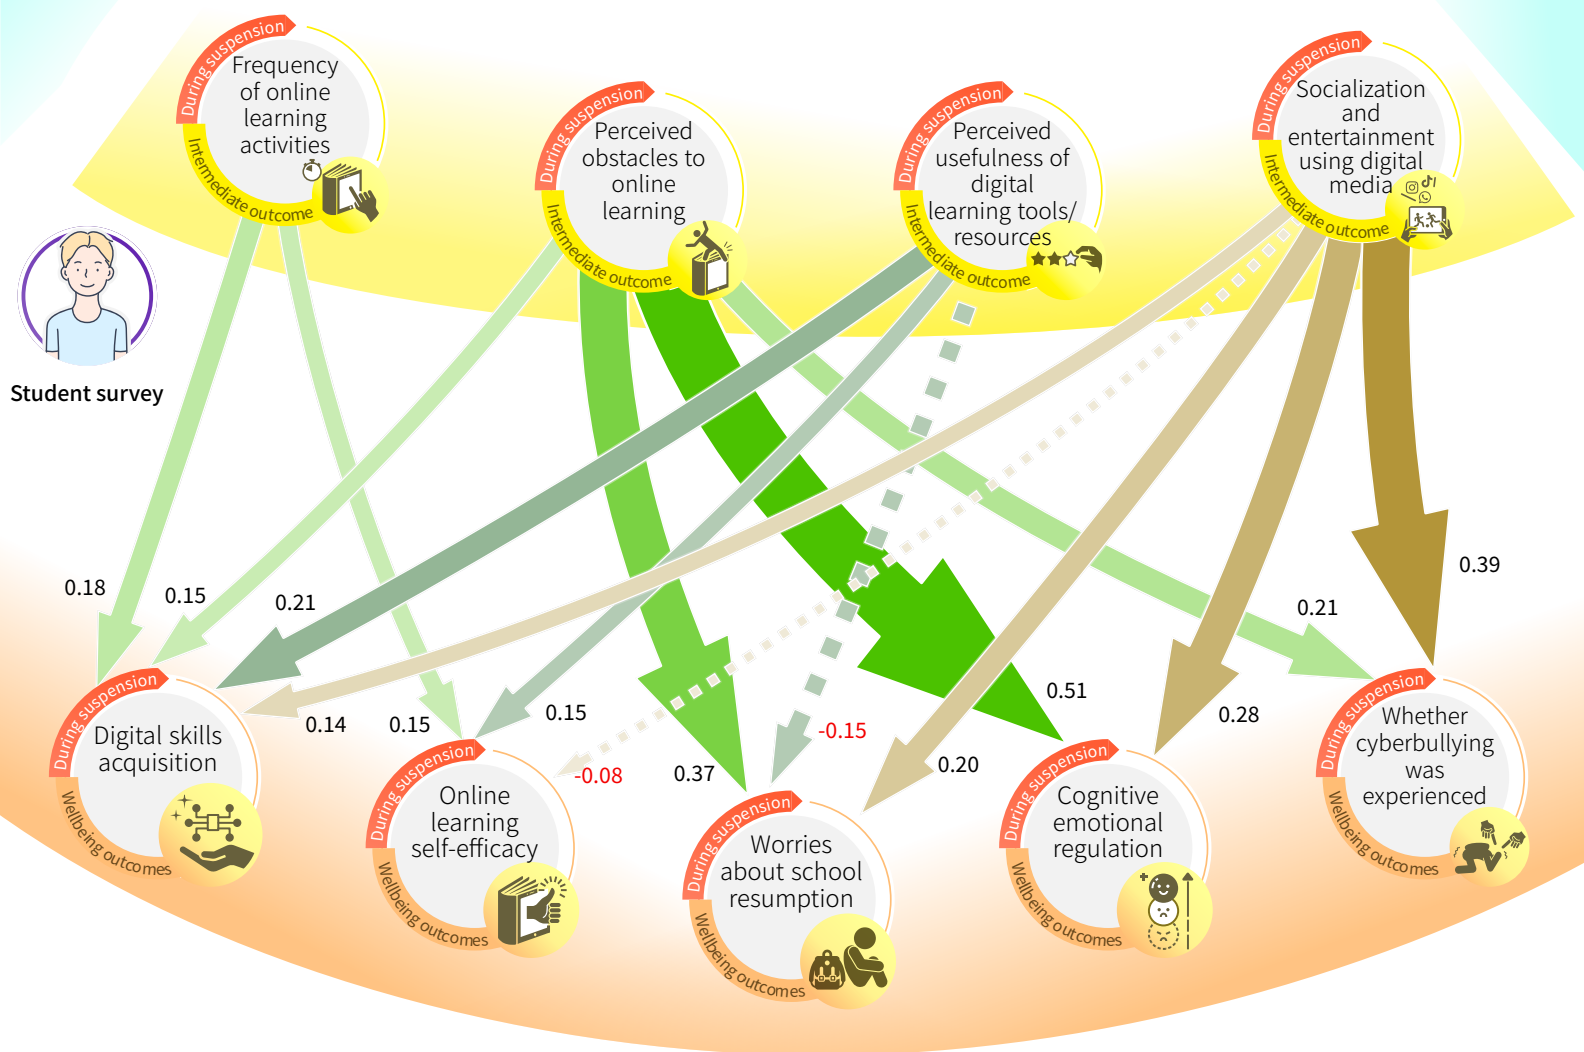 During suspension
Frequency
of online
learning
activities
Intermediate outcome
During suspension
Perceived
obstacles to
online
learning
Intermediate outcome
During suspension
Perceived
usefulness of
digital
learning tools/
resources
Intermediate outcome
During suspension
Socialization
and
entertainment
using digital
media
Intermediate outcome
Student survey
0.18
0.15
0.21
0.14
0.15
0.15
-0.08
0.37
-0.15
0.20
0.51
0.28
0.21
0.39
During suspension
Digital skills
acquisition
Wellbeing outcomes
During suspension
Online
learning
self-efficacy
Wellbeing outcomes
During suspension
Worries
about school
resumption
Wellbeing outcomes
During suspension
Cognitive
emotional
regulation
Wellbeing outcomes
During suspension
Whether
cyberbullying
was
experienced
Wellbeing outcomes